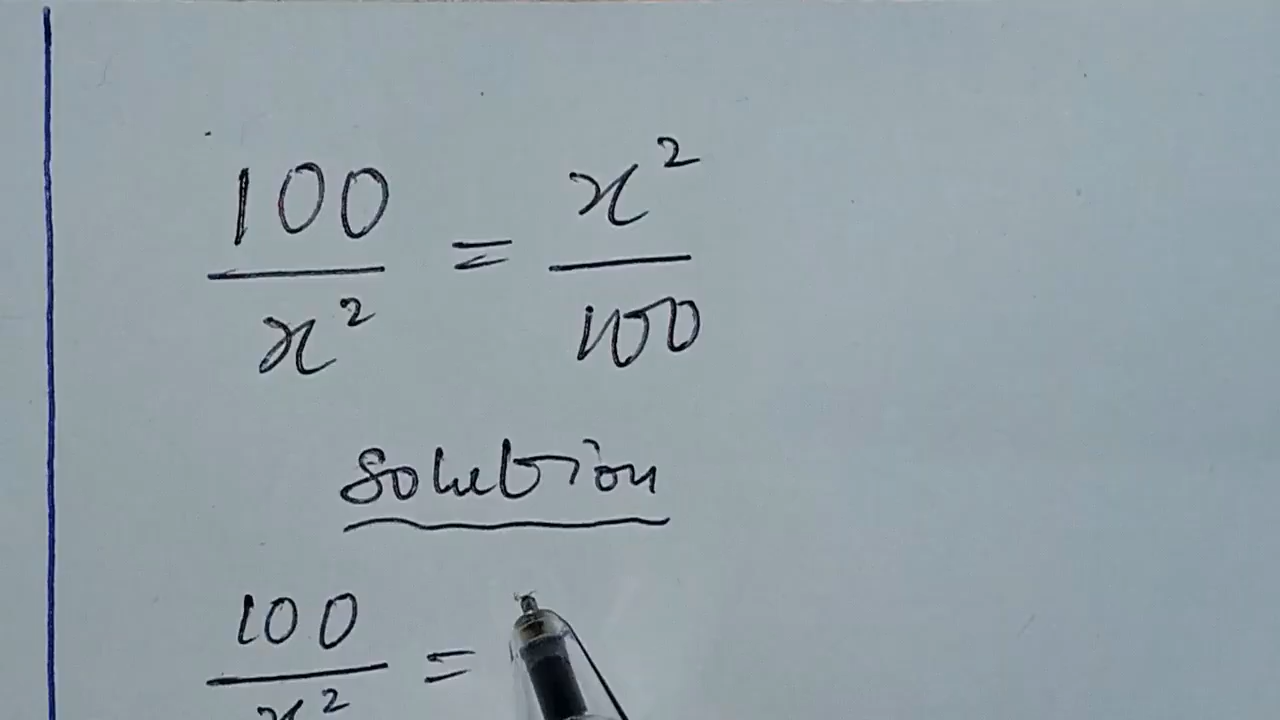 100/x² = x²/100
Solution
100/x² =